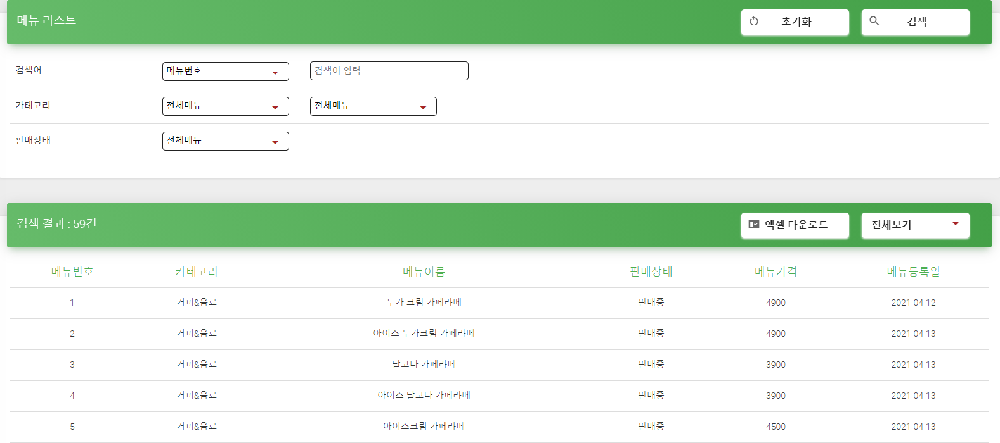 메뉴 리스트 초기화 검색
검색어 메뉴번호 검색어 입력
카테고리 전체메뉴 전체메뉴
판매상태 전체메뉴
검색 결과 : 59건 엑셀 다운로드 전체보기
메뉴번호 카테고리 메뉴이름 판매상태 메뉴가격 메뉴등록일
1 커피&음료 누가 크림 카페라떼 판매중 4900 2021-04-12
2 커피&음료 아이스 누가크림 카페라떼 판매중 4900 2021-04-13
3 커피&음료 달고나 카페라떼 판매중 3900 2021-04-13
4 커피&음료 아이스 달고나 카페라떼 판매중 3900 2021-04-13
5 커피&음료 아이스크림 카페라떼 판매중 4500 2021-04-13